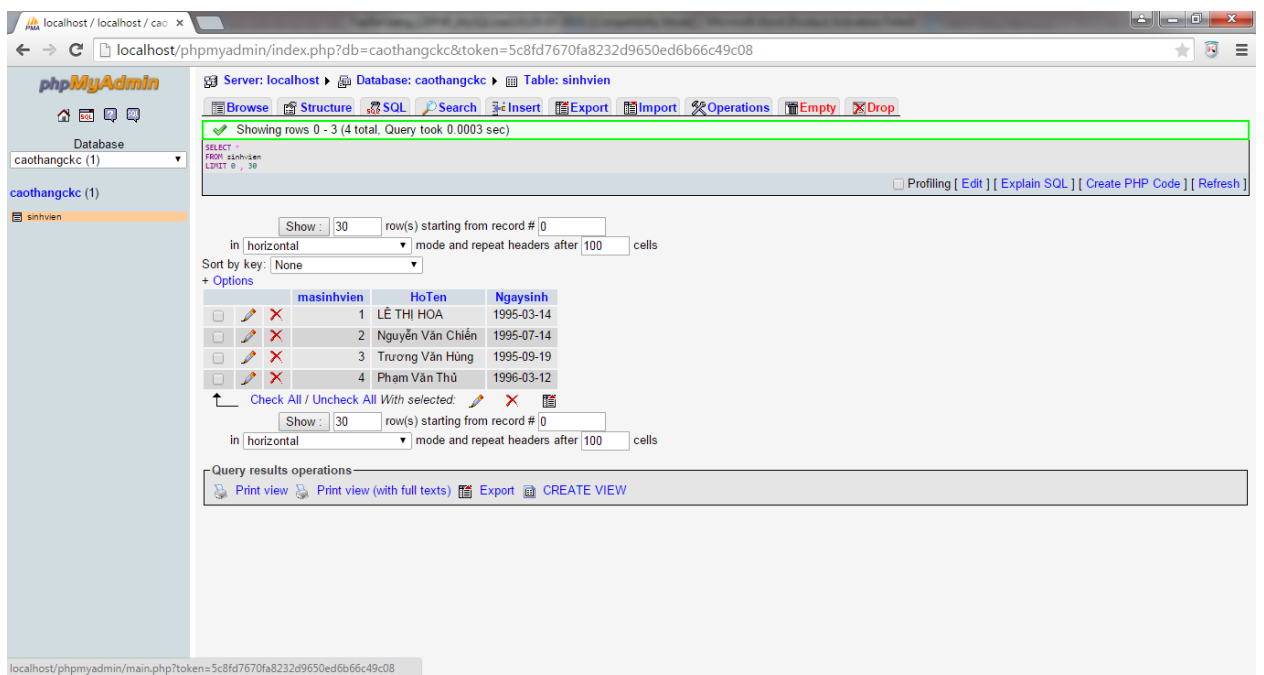 localhost / localhost / cao
localhost/phpmyadmin/index.php?db=caothangckc&token=5c8fd7670fa8232d9650ed6b66c49c08
phpMyAdmin
Server: localhost Database: caothangckc Table: sinhvien
Browse Structure SQL Search Insert Export Import Operations Empty Drop
Showing rows 0 - 3 (4 total, Query took 0.0003 sec)
Database
caothangckc (1)
SELECT *
FROM sinhvien
LIMIT 0 , 30
Profiling [ Edit ] [ Explain SQL ] [ Create PHP Code ] [ Refresh ]
caothangckc (1)
sinhvien
Show : 30 row(s) starting from record # 0
in horizontal mode and repeat headers after 100 cells
Sort by key: None
+ Options
masinhvien HoTen Ngaysinh
1 LÊ THỊ HOA 1995-03-14
2 Nguyễn Văn Chiến 1995-07-14
3 Trương Văn Hùng 1995-09-19
4 Phạm Văn Thủ 1996-03-12
Check All / Uncheck All With selected:
Show : 30 row(s) starting from record # 0
in horizontal mode and repeat headers after 100 cells
Query results operations
Print view Print view (with full texts) Export CREATE VIEW
localhost/phpmyadmin/main.php?token=5c8fd7670fa8232d9650ed6b66c49c08